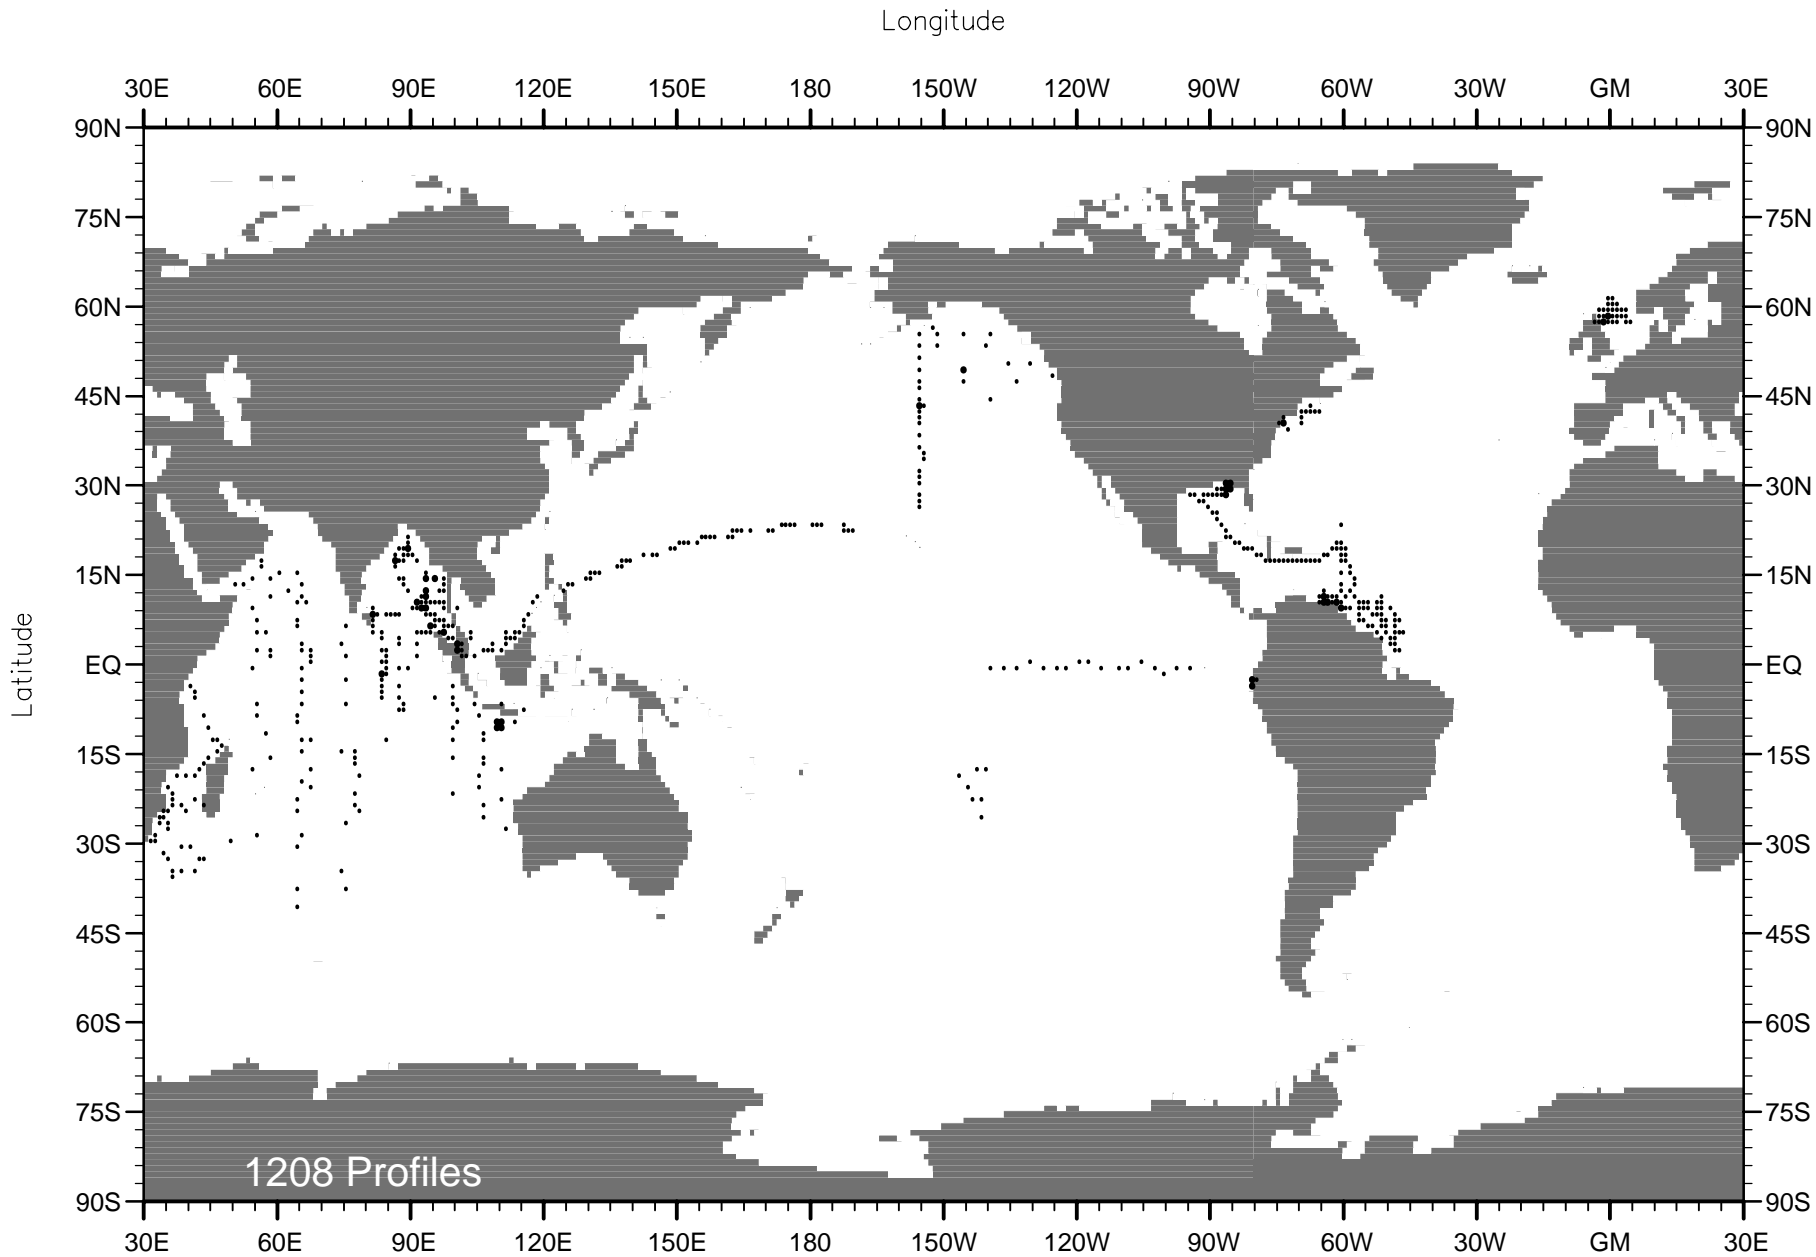 Longitude
30E 60E 90E 120E 150E 180 150W 120W 90W 60W 30W GM 30E
90N 90N
75N 75N
60N 60N
45N 45N
30N 30N
15N 15N
Latitude
EQ EQ
15S 15S
30S 30S
45S 45S
60S 60S
75S 75S
1208 Profiles
90S 90S
30E 60E 90E 120E 150E 180 150W 120W 90W 60W 30W GM 30E